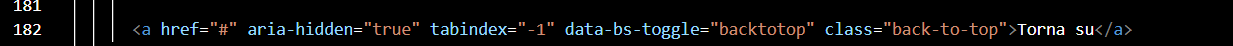 181
182 <a href="#" aria-hidden="true" tabindex="-1" data-bs-toggle="backtotop" class="back-to-top">Torna su</a>